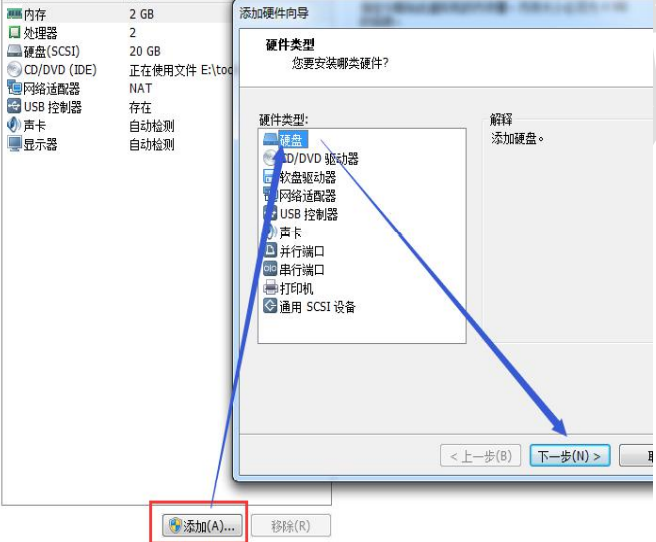 内存 2 GB
处理器 2
硬盘(SCSI) 20 GB
CD/DVD (IDE) 正在使用文件 E:\too
网络适配器 NAT
USB 控制器 存在
声卡 自动检测
显示器 自动检测
添加(A)...
移除(R)
添加硬件向导
硬件类型
您要安装哪类硬件?
硬件类型:
硬盘
CD/DVD 驱动器
软盘驱动器
网络适配器
USB 控制器
声卡
并行端口
串行端口
打印机
通用 SCSI 设备
解释
添加硬盘。
< 上一步(B)
下一步(N) >